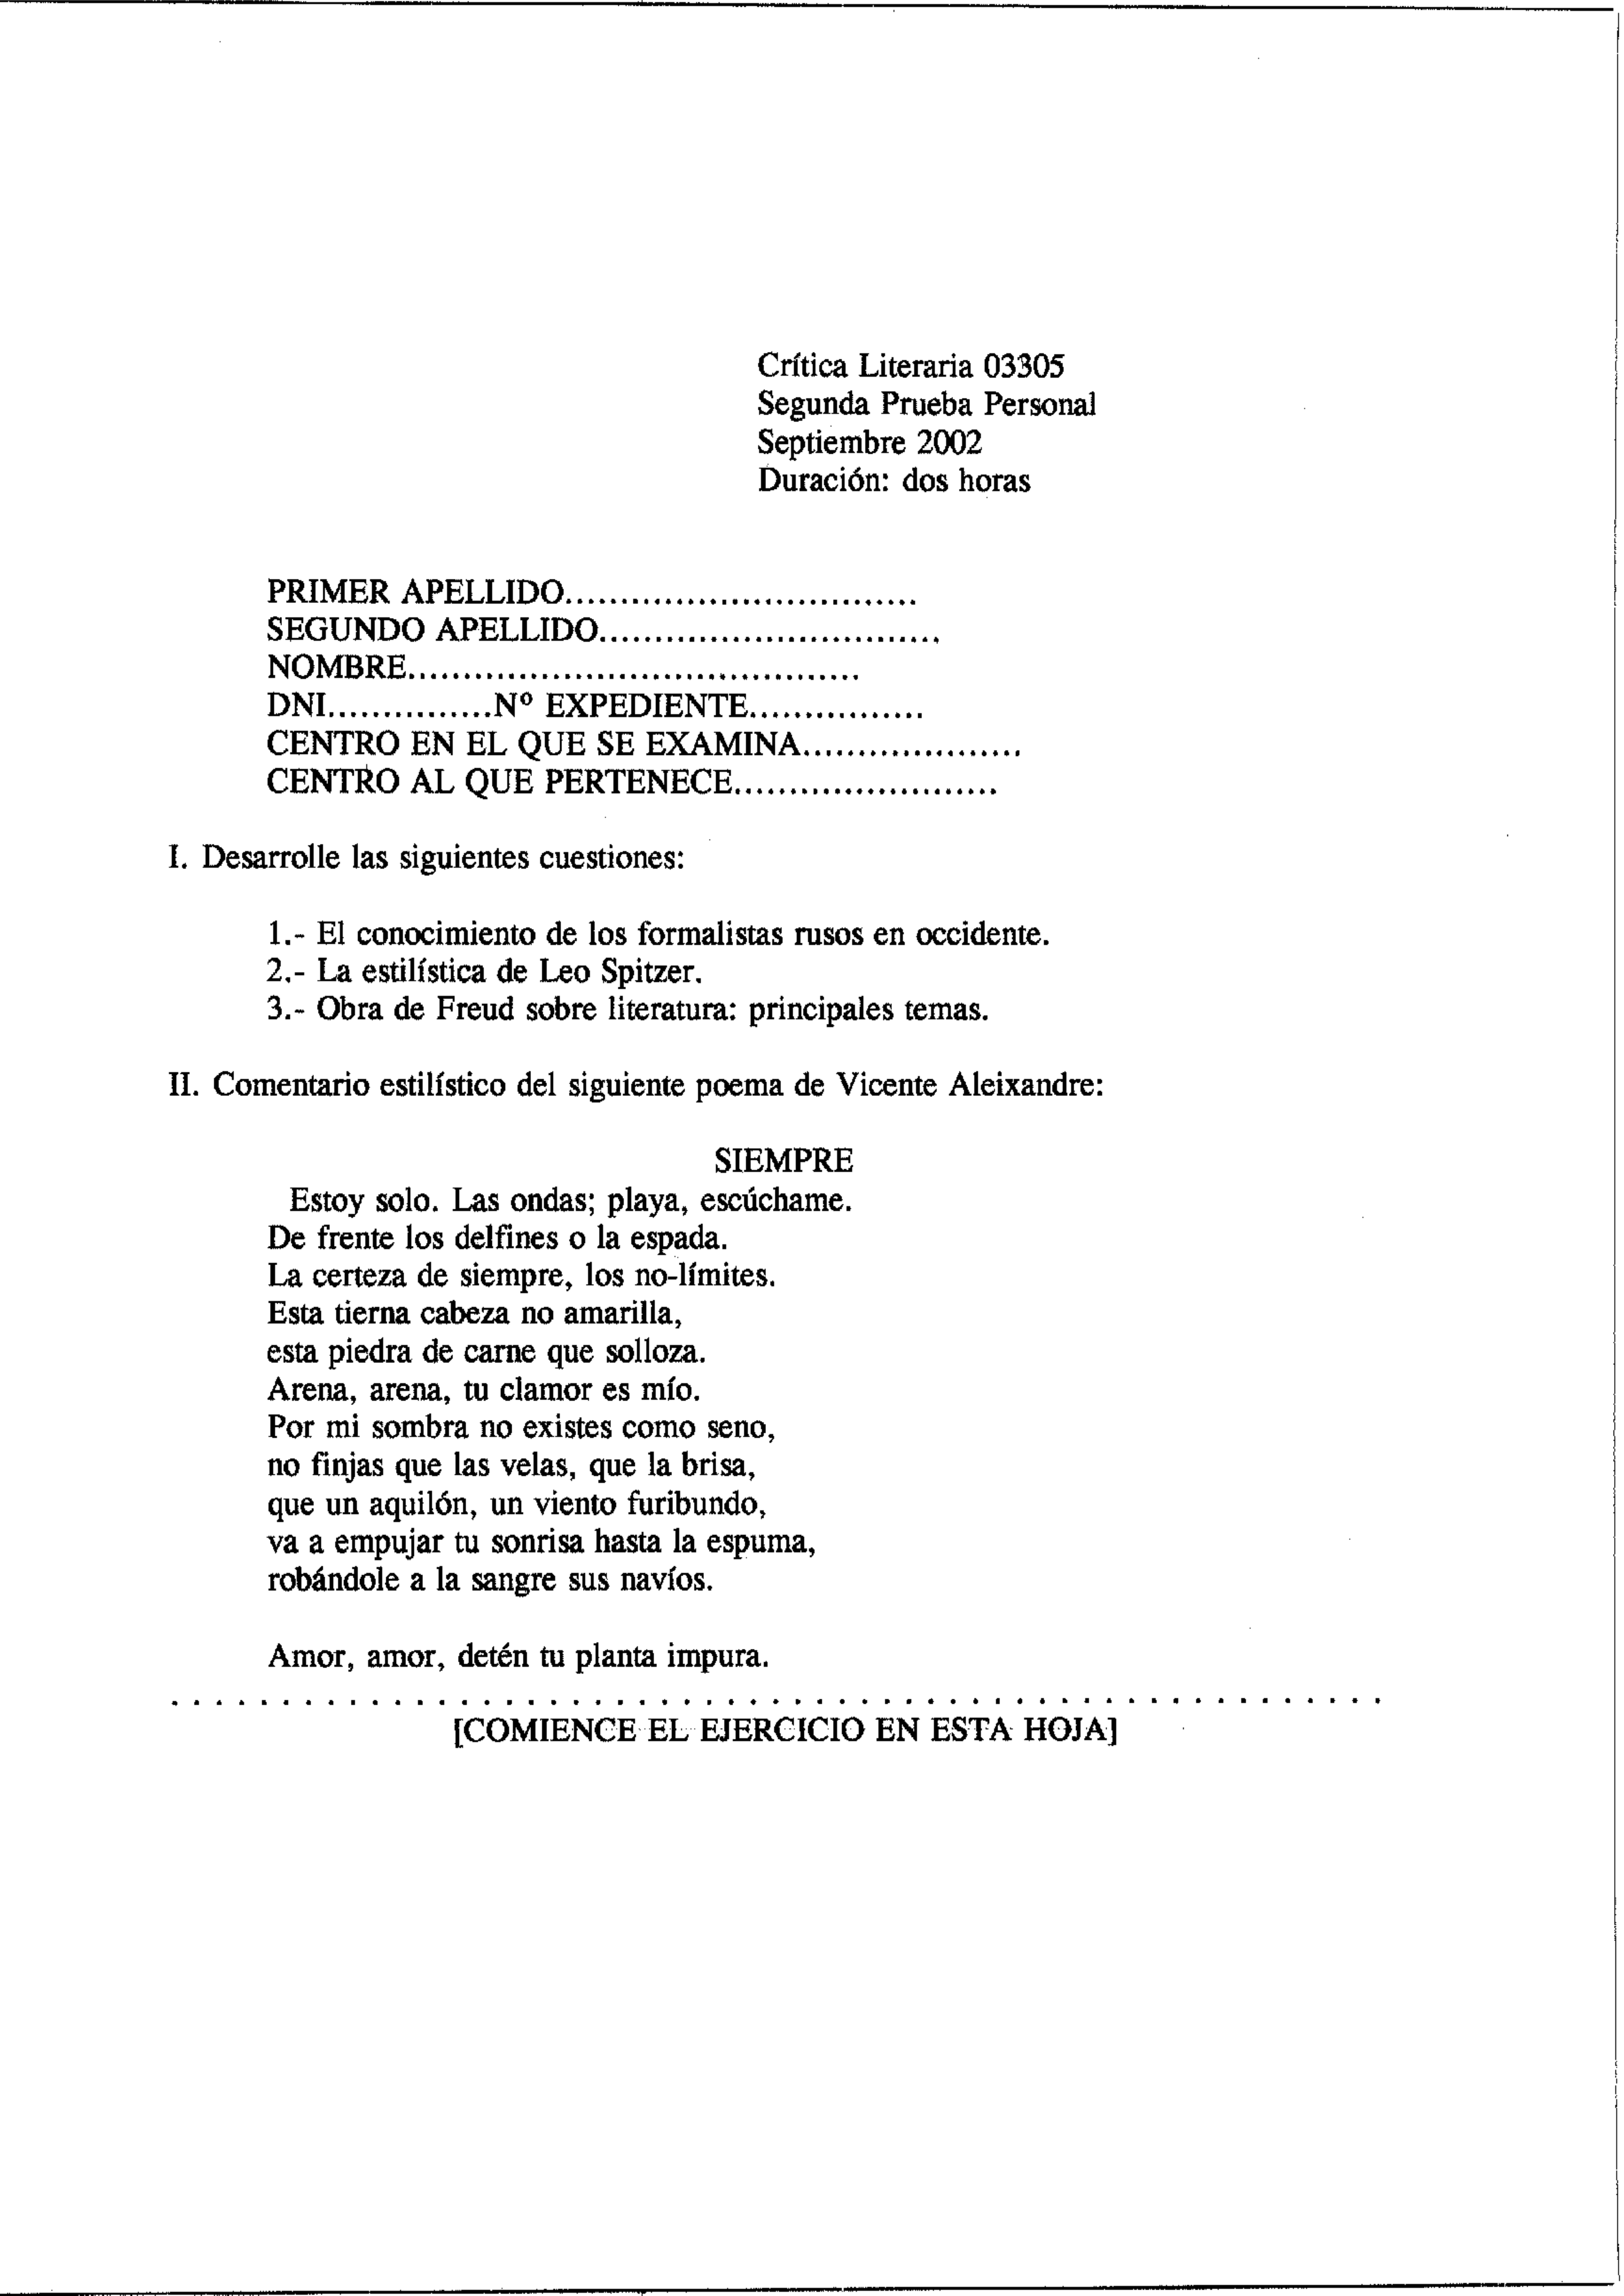 Crítica Literaria 03305
Segunda Prueba Personal
Septiembre 2002
Duración: dos horas
PRIMER APELLIDO................................
SEGUNDO APELLIDO...............................
NOMBRE.........................................
DNI...............Nº EXPEDIENTE................
CENTRO EN EL QUE SE EXAMINA....................
CENTRO AL QUE PERTENECE........................
I. Desarrolle las siguientes cuestiones:
1.- El conocimiento de los formalistas rusos en occidente.
2.- La estilística de Leo Spitzer.
3.- Obra de Freud sobre literatura: principales temas.
II. Comentario estilístico del siguiente poema de Vicente Aleixandre:
SIEMPRE
Estoy solo. Las ondas; playa, escúchame.
De frente los delfines o la espada.
La certeza de siempre, los no-límites.
Esta tierna cabeza no amarilla,
esta piedra de carne que solloza.
Arena, arena, tu clamor es mío.
Por mi sombra no existes como seno,
no finjas que las velas, que la brisa,
que un aquilón, un viento furibundo,
va a empujar tu sonrisa hasta la espuma,
robándole a la sangre sus navíos.
Amor, amor, detén tu planta impura.
. . . . . . . . . . . . . . . . . . . . . . . . . . . . . . . . . . . . . . . . . . . . . . . . . . . . . . .
[COMIENCE EL EJERCICIO EN ESTA HOJA]